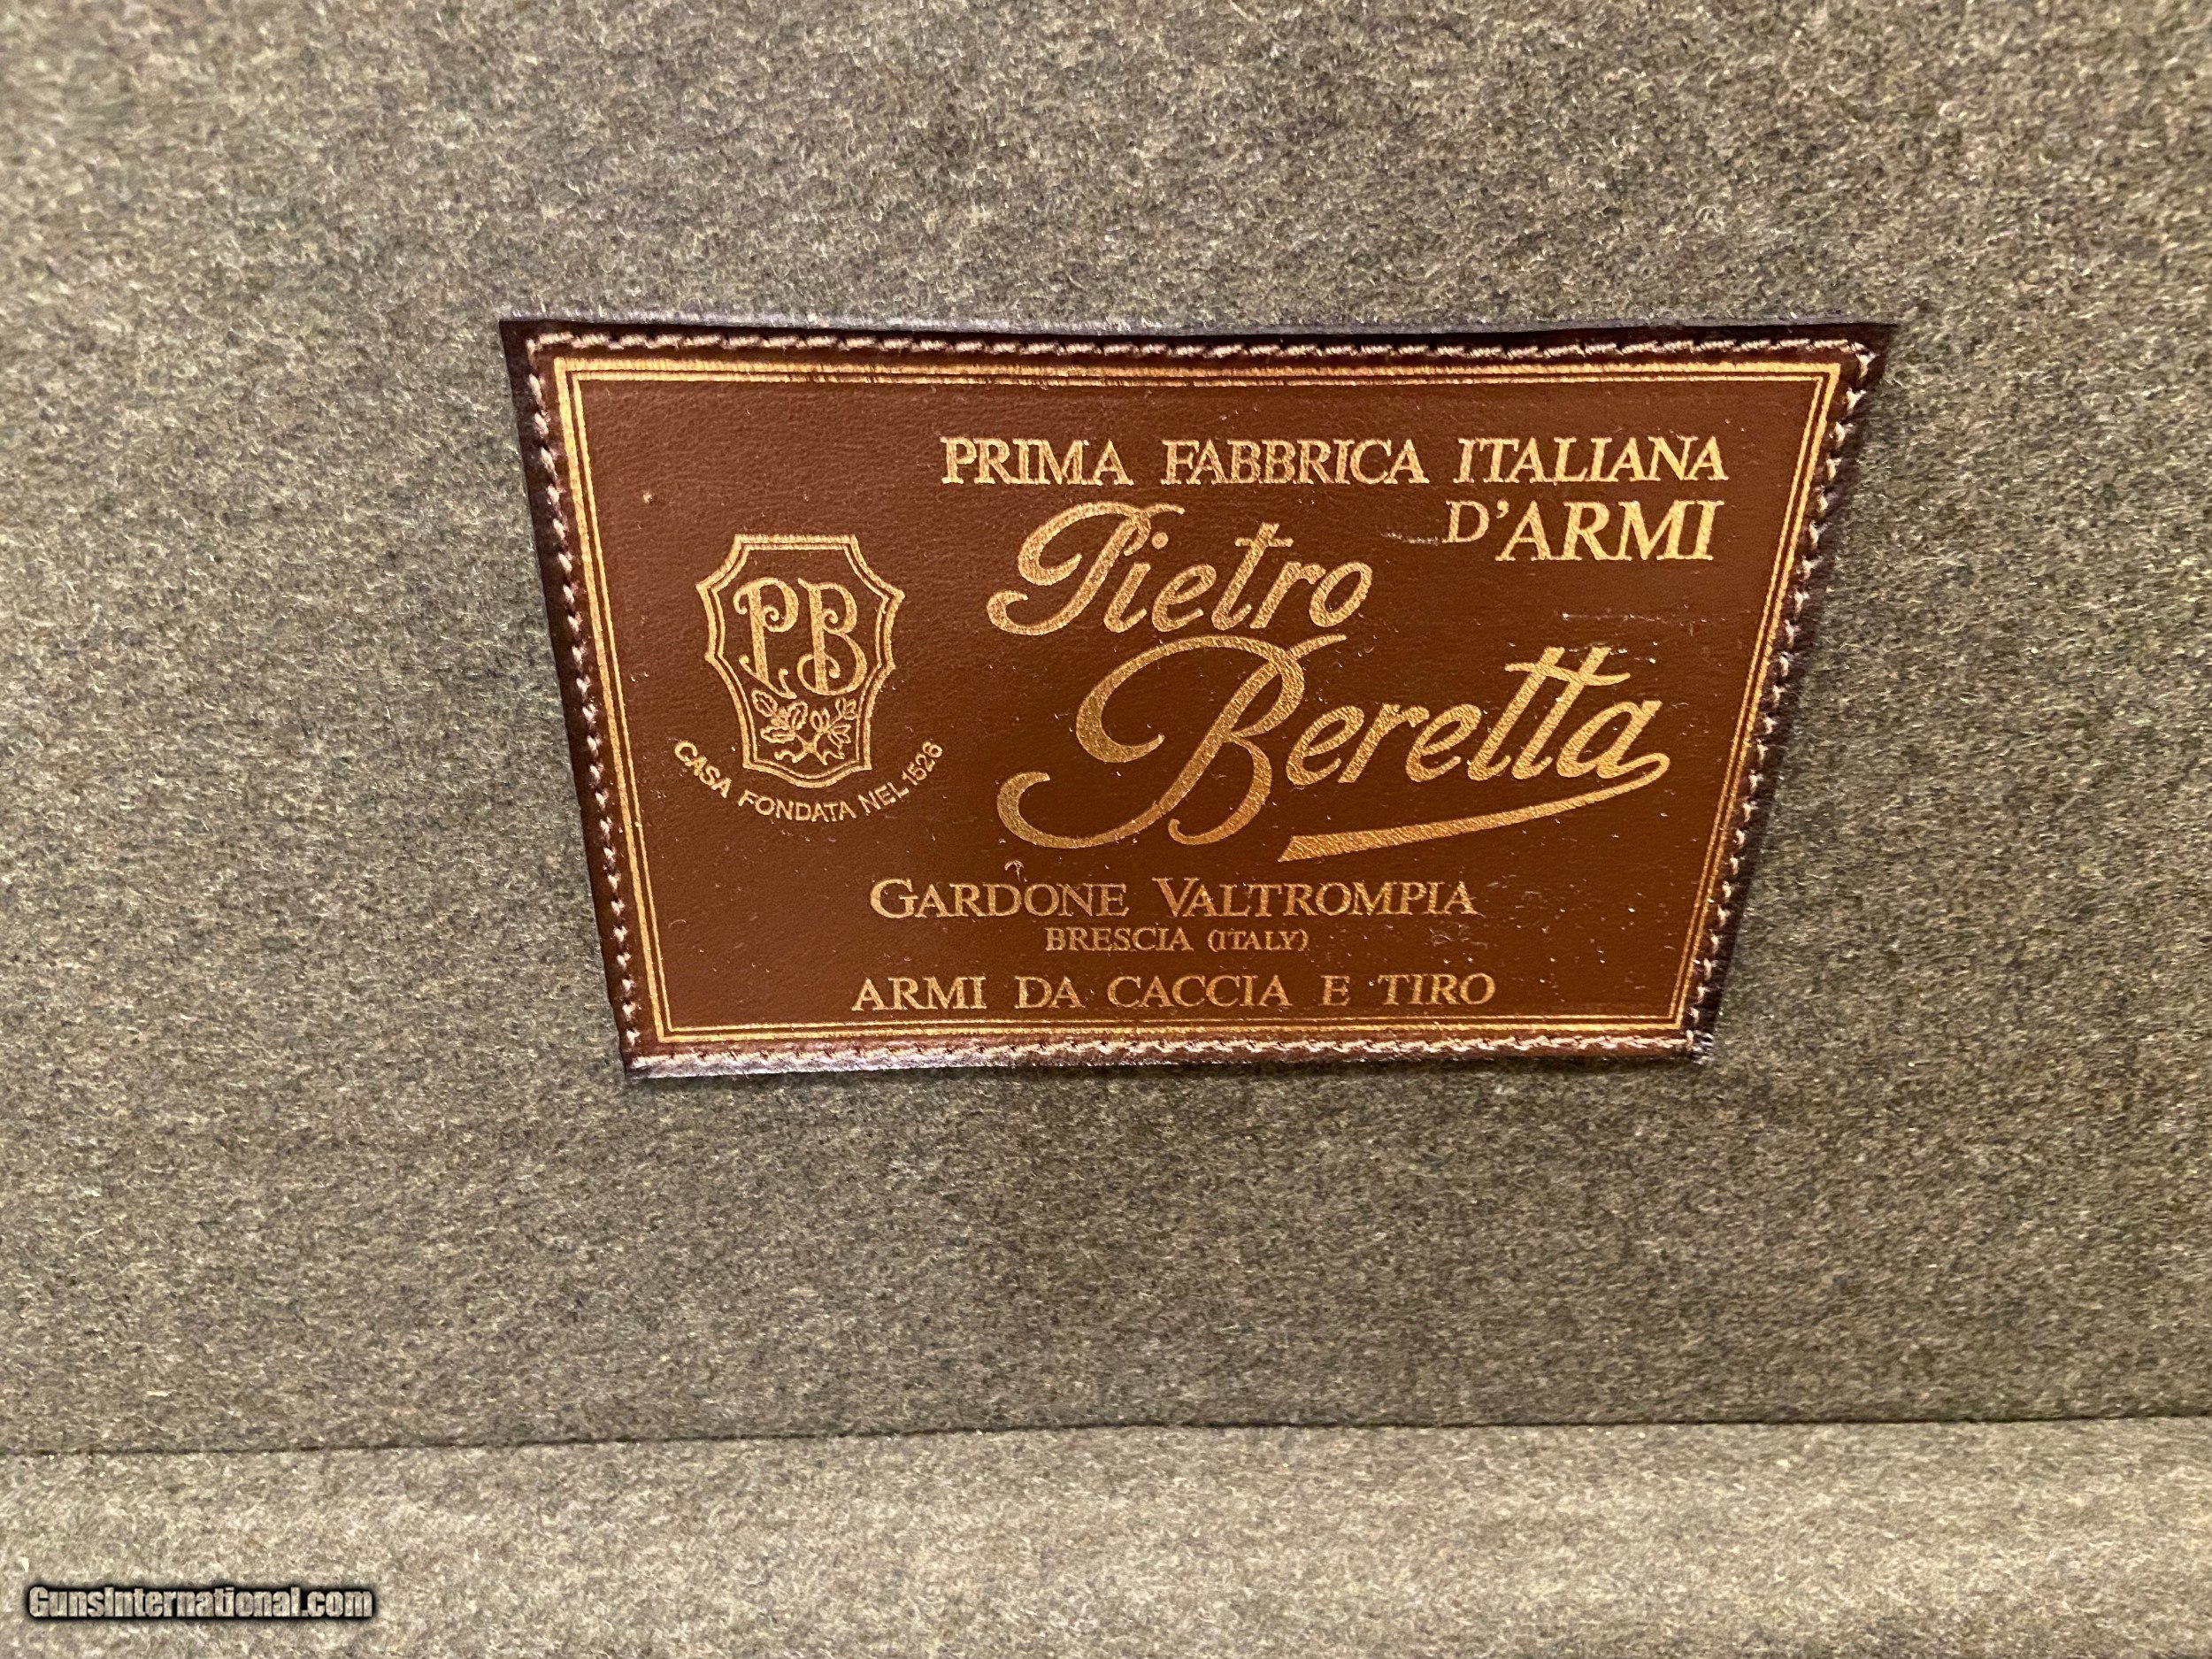 PRIMA FABBRICA ITALIANA
D'ARMI
Pietro
Beretta
PB
CASA FONDATA NEL 1526
GARDONE VALTROMPIA
BRESCIA (ITALY)
ARMI DA CACCIA E TIRO
GunsInternational.com